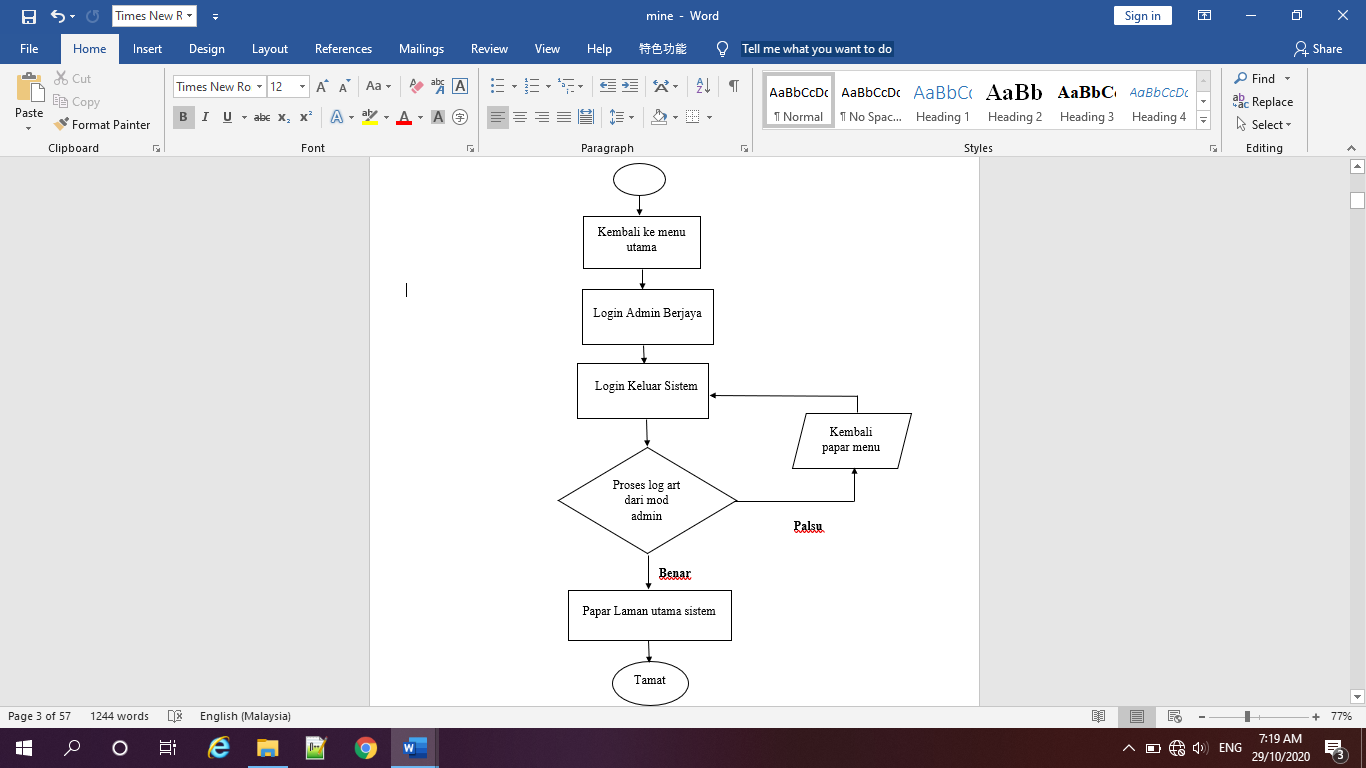 Times New R
mine - Word
Sign in
File
Home
Insert
Design
Layout
References
Mailings
Review
View
Help
特色功能
Tell me what you want to do
Share
Paste
Cut
Copy
Format Painter
Clipboard
Times New Ro
12
Font
Paragraph
AaBbCcDc
¶ Normal
AaBbCcDc
¶ No Spac...
AaBbCc
Heading 1
AaBb
Heading 2
AaBbC
Heading 3
AaBbCcDc
Heading 4
Styles
Find
Replace
Select
Editing
Kembali ke menu
utama
Login Admin Berjaya
Login Keluar Sistem
Kembali
papar menu
Proses log art
dari mod
admin
Palsu
Benar
Papar Laman utama sistem
Tamat
Page 3 of 57
1244 words
English (Malaysia)
77%
ENG
7:19 AM
29/10/2020
3